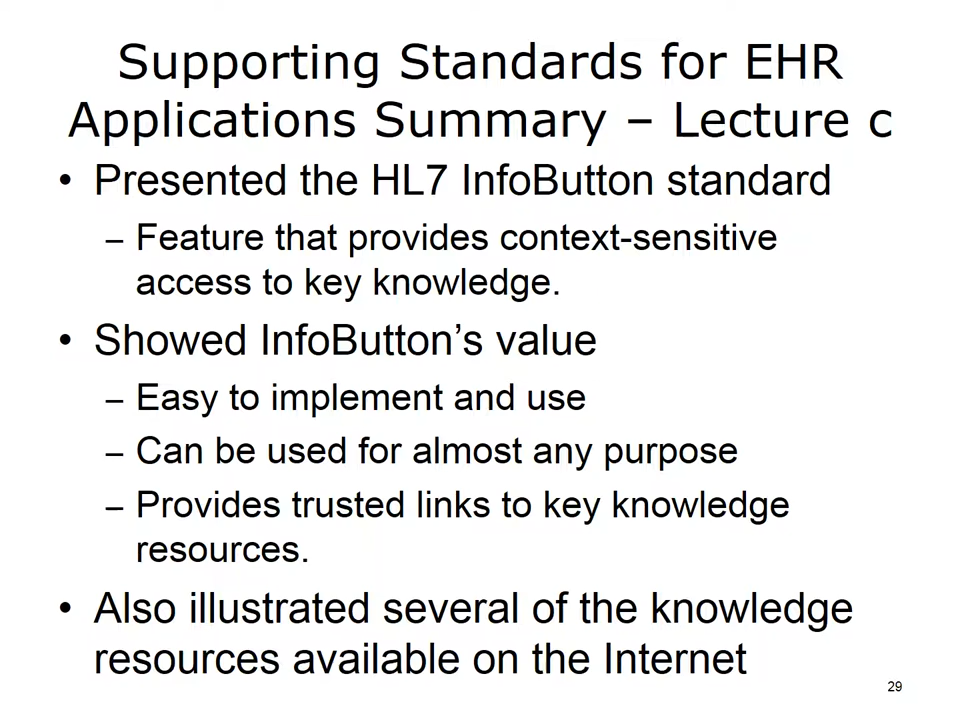 Supporting Standards for EHR
Applications Summary – Lecture c
• Presented the HL7 InfoButton standard
– Feature that provides context-sensitive
access to key knowledge.
• Showed InfoButton’s value
– Easy to implement and use
– Can be used for almost any purpose
– Provides trusted links to key knowledge
resources.
• Also illustrated several of the knowledge
resources available on the Internet
29